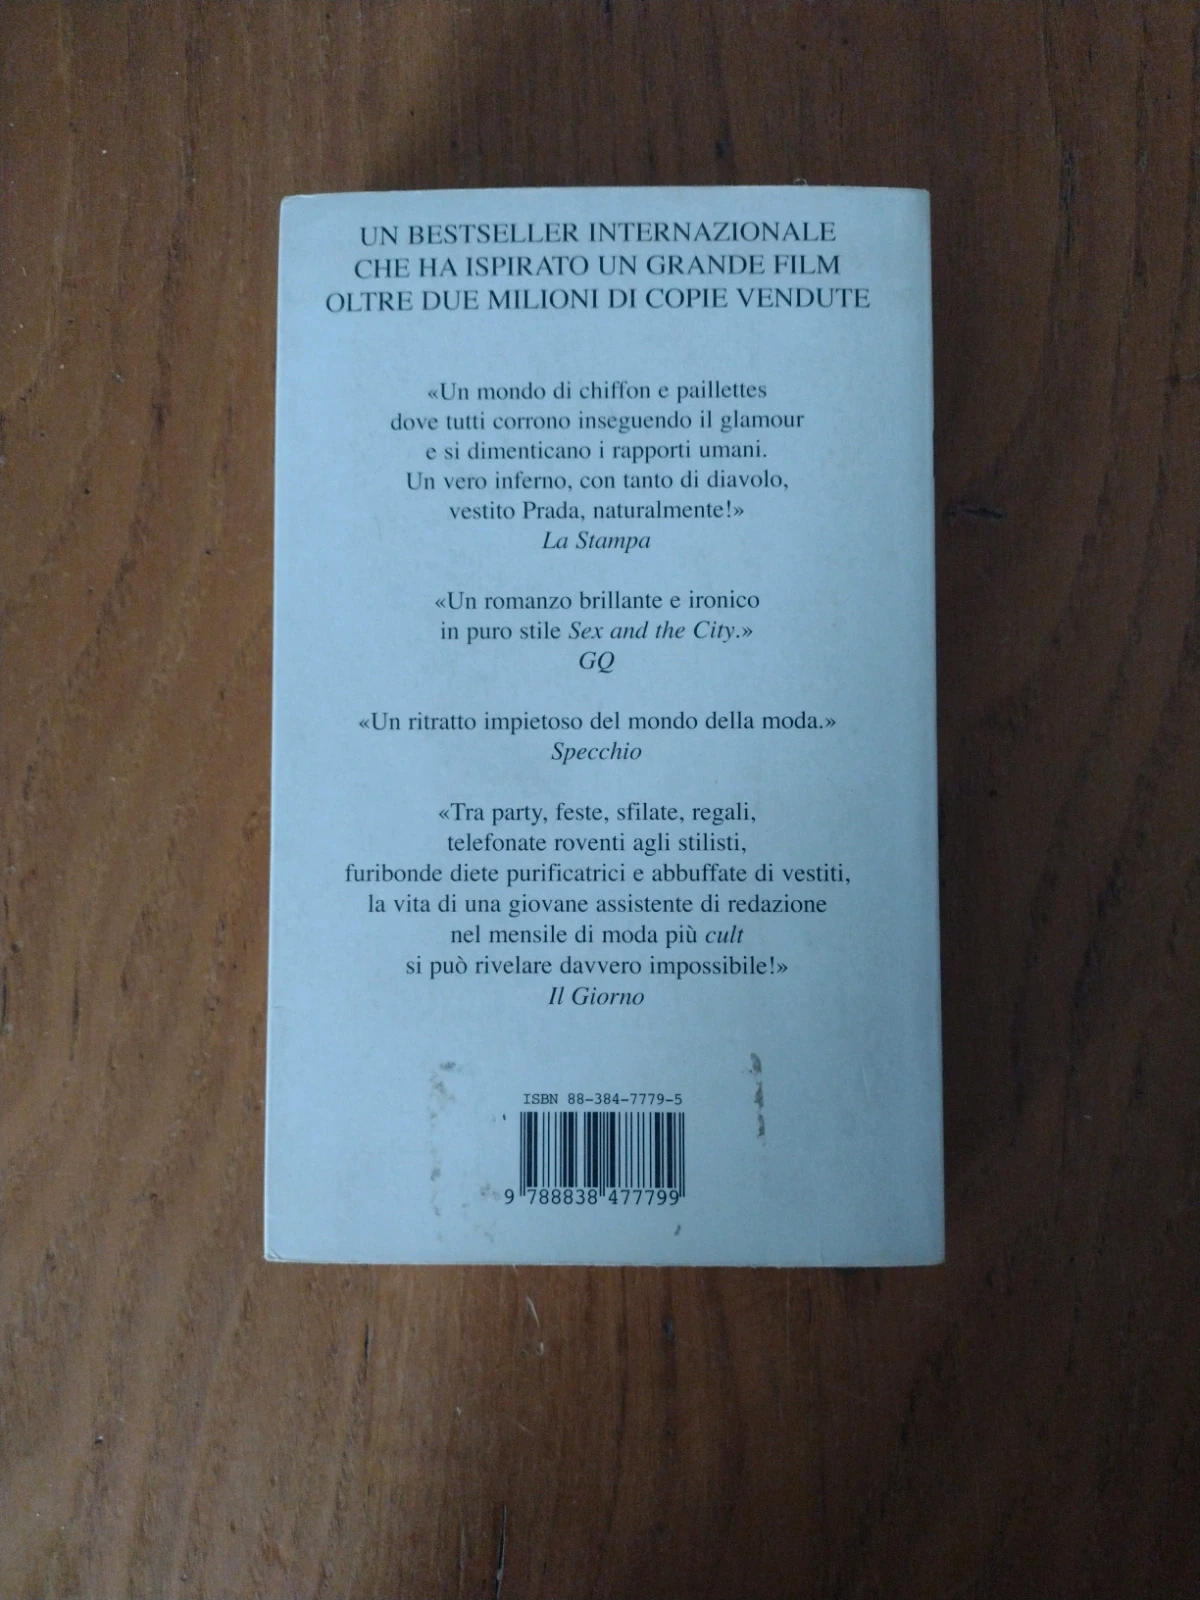 UN BESTSELLER INTERNAZIONALE
CHE HA ISPIRATO UN GRANDE FILM
OLTRE DUE MILIONI DI COPIE VENDUTE
«Un mondo di chiffon e paillettes
dove tutti corrono inseguendo il glamour
e si dimenticano i rapporti umani.
Un vero inferno, con tanto di diavolo,
vestito Prada, naturalmente!»
La Stampa
«Un romanzo brillante e ironico
in puro stile Sex and the City.»
GQ
«Un ritratto impietoso del mondo della moda.»
Specchio
«Tra party, feste, sfilate, regali,
telefonate roventi agli stilisti,
furibonde diete purificatrici e abbuffate di vestiti,
la vita di una giovane assistente di redazione
nel mensile di moda più cult
si può rivelare davvero impossibile!»
Il Giorno
ISBN 88-384-7779-5
9 788838 477799